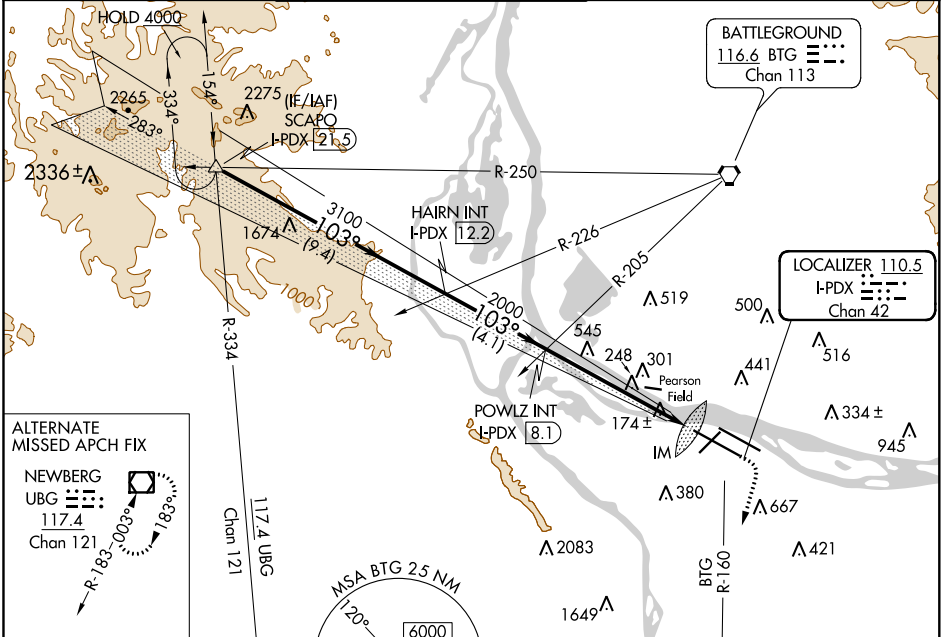 HOLD 4000
154°
334°
2265
283°
2275
(IF/IAF)
SCAPO
I-PDX 21.5
2336±
BATTLEGROUND
116.6 BTG
Chan 113
R-250
3100
103°
(9.4)
1674
1000
HAIRN INT
I-PDX 12.2
R-226
R-205
2000
103°
(4.1)
LOCALIZER 110.5
I-PDX
Chan 42
519
500
545
248
301
441
516
Pearson
Field
174±
334±
945
POWLZ INT
I-PDX 8.1
IM
R-334
380
667
421
2083
1649
BTG
R-160
117.4 UBG
Chan 121
ALTERNATE
MISSED APCH FIX
NEWBERG
UBG
117.4
Chan 121
R-183
003°
183°
MSA BTG 25 NM
120°
6000